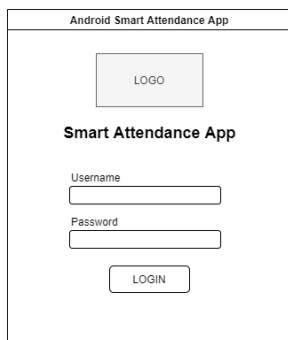 Android Smart Attendance App
LOGO
Smart Attendance App
Username
Password
LOGIN